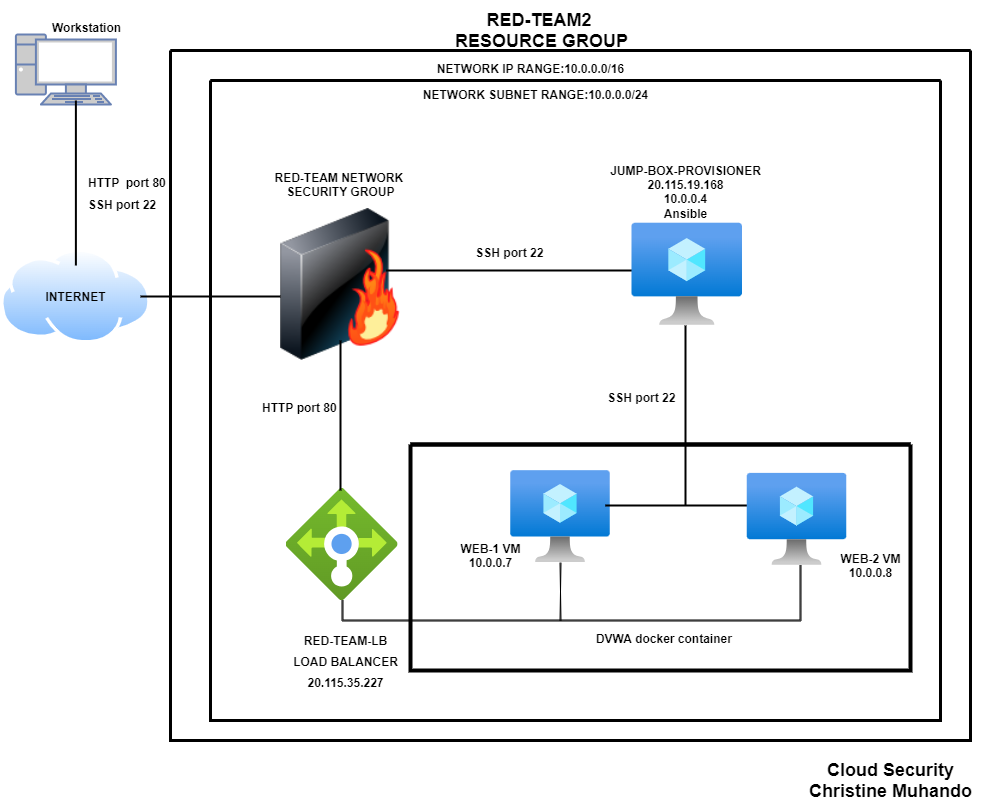 Workstation
RED-TEAM2
RESOURCE GROUP
NETWORK IP RANGE:10.0.0.0/16
NETWORK SUBNET RANGE:10.0.0.0/24
HTTP port 80
SSH port 22
INTERNET
RED-TEAM NETWORK
SECURITY GROUP
SSH port 22
JUMP-BOX-PROVISIONER
20.115.19.168
10.0.0.4
Ansible
HTTP port 80
SSH port 22
WEB-1 VM
10.0.0.7
WEB-2 VM
10.0.0.8
DVWA docker container
RED-TEAM-LB
LOAD BALANCER
20.115.35.227
Cloud Security
Christine Muhando